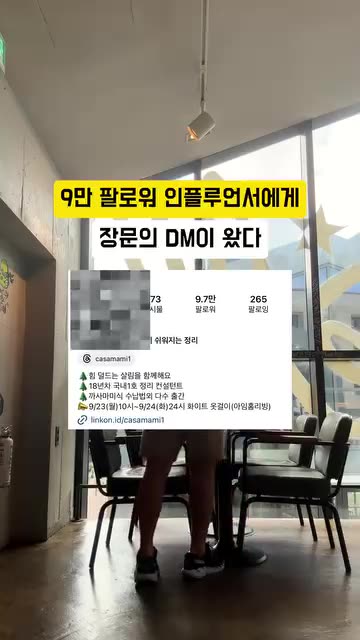 9만 팔로워 인플루언서에게
장문의 DM이 왔다
73 9.7만 265
시물 팔로워 팔로잉
쉬워지는 정리
casamami1
🌲힘 덜드는 살림을 함께해요
🌲18년차 국내1호 정리 컨설턴트
🌲까사마미식 수납법외 다수 출간
🚕9/23(월)10시~9/24(화)24시 화이트 옷걸이(아임홈리빙)
linkon.id/casamami1